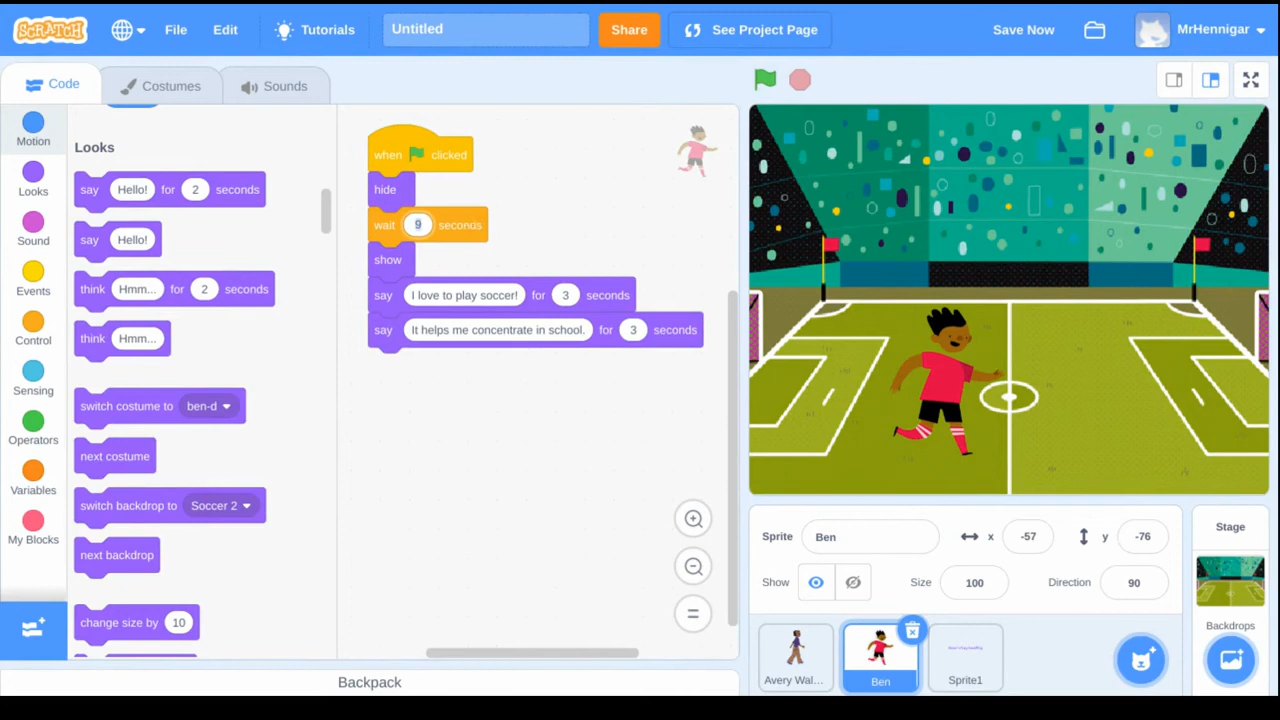 SCRATCH File Edit Tutorials Untitled Share See Project Page Save Now MrHennigar
Code Costumes Sounds
Motion
Looks
Sound
Events
Control
Sensing
Operators
Variables
My Blocks
Looks
say Hello! for 2 seconds
say Hello!
think Hmm... for 2 seconds
think Hmm...
switch costume to ben-d
next costume
switch backdrop to Soccer 2
next backdrop
change size by 10
when clicked
hide
wait 9 seconds
show
say I love to play soccer! for 3 seconds
say It helps me concentrate in school. for 3 seconds
Backpack
Sprite Ben x -57 y -76
Show Size 100 Direction 90
Avery Wal... Ben Sprite1
Stage
Backdrops